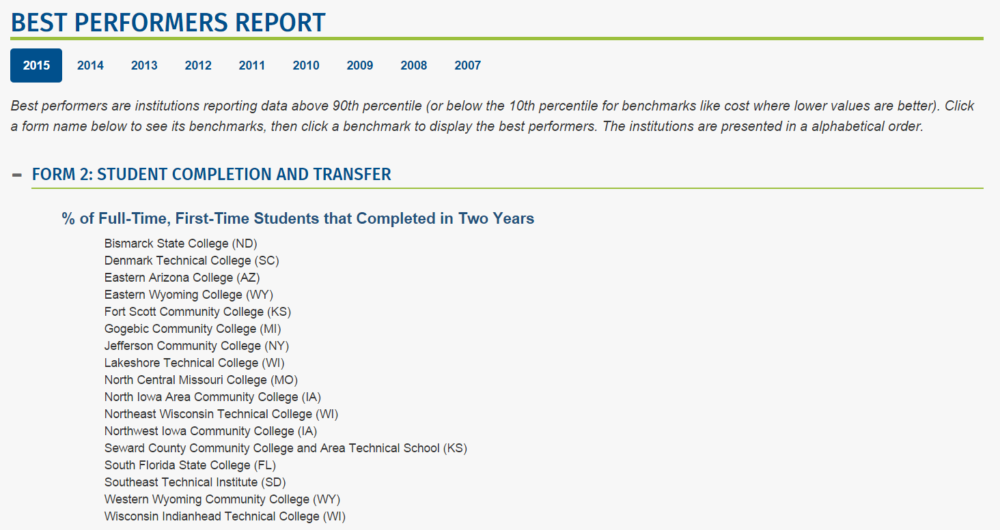 BEST PERFORMERS REPORT
2015 2014 2013 2012 2011 2010 2009 2008 2007
Best performers are institutions reporting data above 90th percentile (or below the 10th percentile for benchmarks like cost where lower values are better). Click
a form name below to see its benchmarks, then click a benchmark to display the best performers. The institutions are presented in a alphabetical order.
FORM 2: STUDENT COMPLETION AND TRANSFER
% of Full-Time, First-Time Students that Completed in Two Years
Bismarck State College (ND)
Denmark Technical College (SC)
Eastern Arizona College (AZ)
Eastern Wyoming College (WY)
Fort Scott Community College (KS)
Gogebic Community College (MI)
Jefferson Community College (NY)
Lakeshore Technical College (WI)
North Central Missouri College (MO)
North Iowa Area Community College (IA)
Northeast Wisconsin Technical College (WI)
Northwest Iowa Community College (IA)
Seward County Community College and Area Technical School (KS)
South Florida State College (FL)
Southeast Technical Institute (SD)
Western Wyoming Community College (WY)
Wisconsin Indianhead Technical College (WI)